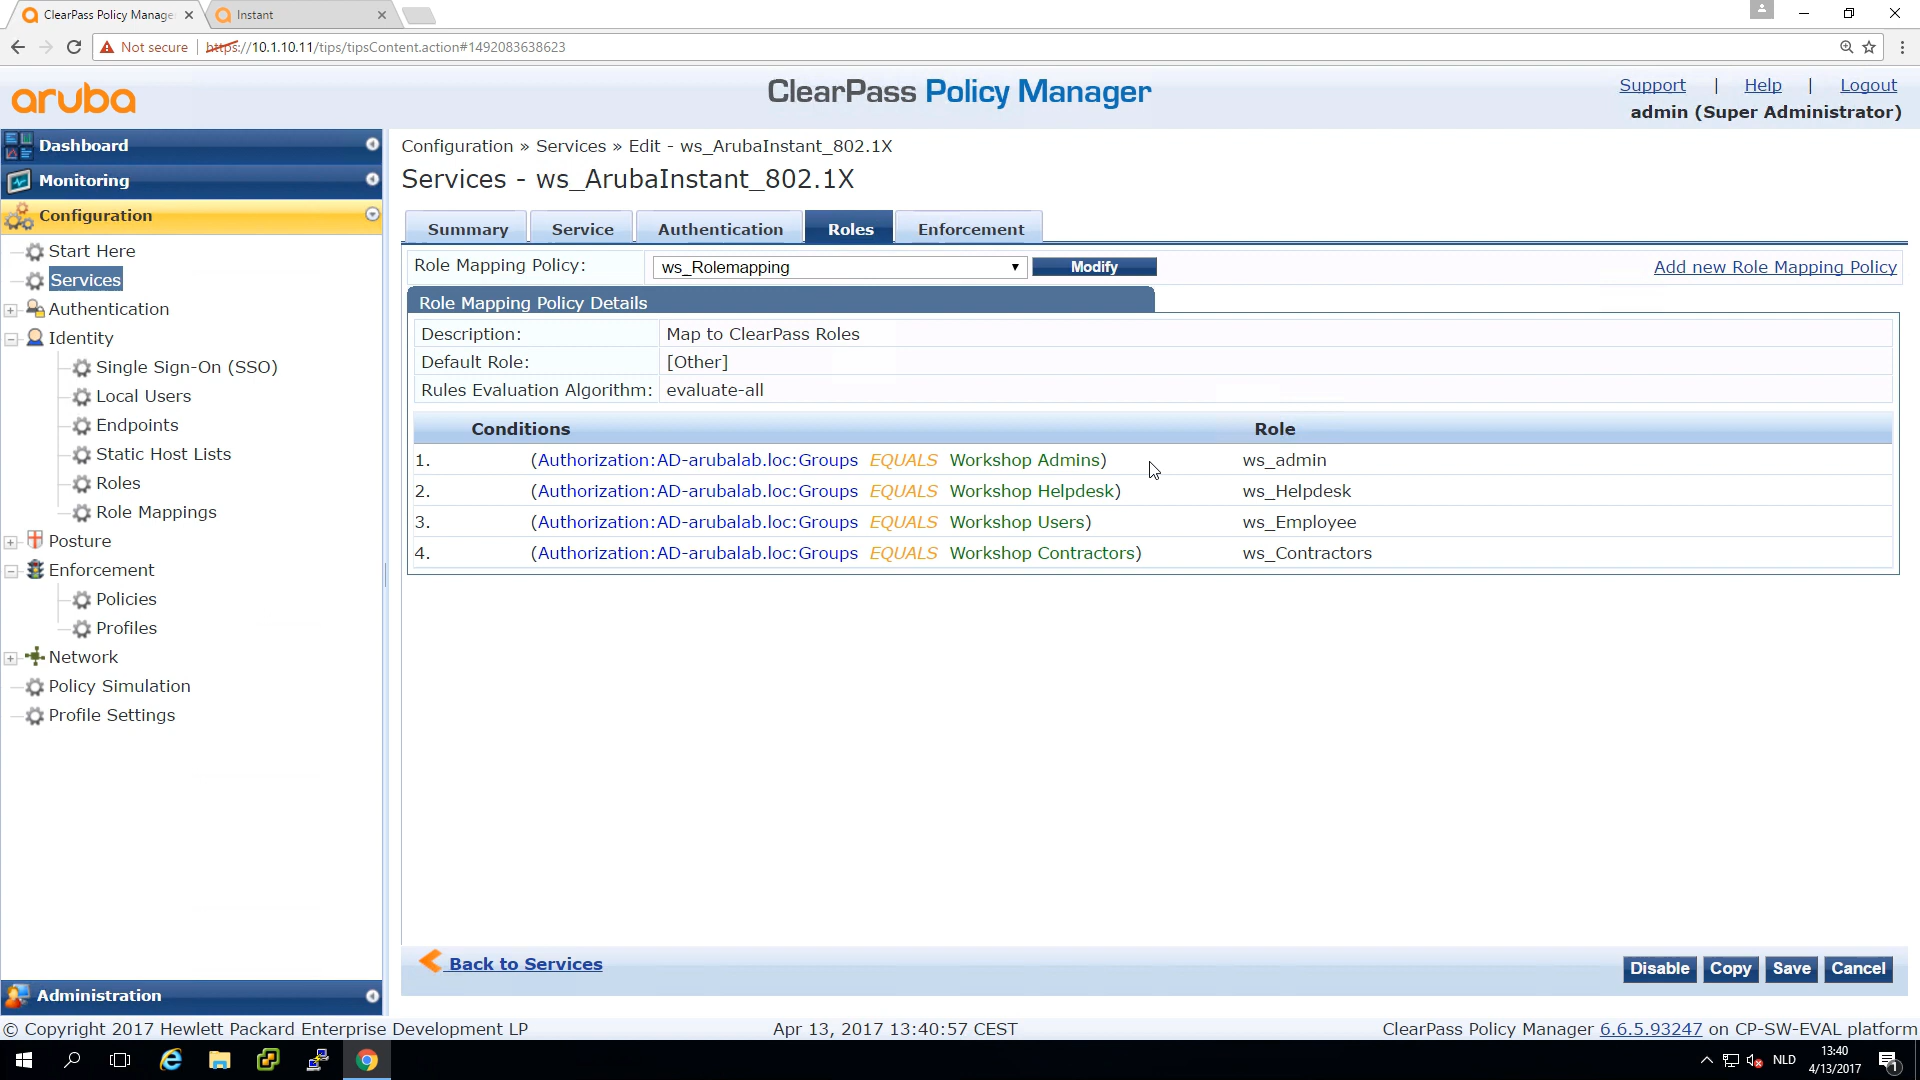 ClearPass Policy Manage
Instant
Not secure
https://10.1.10.11/tips/tipsContent.action#1492083638623
aruba
ClearPass Policy Manager
Support | Help | Logout
admin (Super Administrator)
Dashboard
Monitoring
Configuration
Start Here
Services
Authentication
Identity
Single Sign-On (SSO)
Local Users
Endpoints
Static Host Lists
Roles
Role Mappings
Posture
Enforcement
Policies
Profiles
Network
Policy Simulation
Profile Settings
Administration
Configuration » Services » Edit - ws_ArubaInstant_802.1X
Services - ws_ArubaInstant_802.1X
Summary Service Authentication Roles Enforcement
Role Mapping Policy: ws_Rolemapping Modify Add new Role Mapping Policy
Role Mapping Policy Details
Description: Map to ClearPass Roles
Default Role: [Other]
Rules Evaluation Algorithm: evaluate-all
Conditions Role
1. (Authorization:AD-arubalab.loc:Groups EQUALS Workshop Admins) ws_admin
2. (Authorization:AD-arubalab.loc:Groups EQUALS Workshop Helpdesk) ws_Helpdesk
3. (Authorization:AD-arubalab.loc:Groups EQUALS Workshop Users) ws_Employee
4. (Authorization:AD-arubalab.loc:Groups EQUALS Workshop Contractors) ws_Contractors
Back to Services Disable Copy Save Cancel
© Copyright 2017 Hewlett Packard Enterprise Development LP Apr 13, 2017 13:40:57 CEST ClearPass Policy Manager 6.6.5.93247 on CP-SW-EVAL platform
NLD
13:40
4/13/2017
1